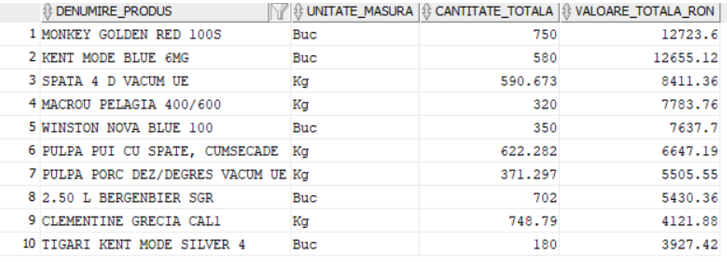 DENUMIRE_PRODUS UNITATE_MASURA CANTITATE_TOTALA VALOARE_TOTALA_RON
1 MONKEY GOLDEN RED 100S Buc 750 12723.6
2 KENT MODE BLUE 6MG Buc 580 12655.12
3 SPATA 4 D VACUM UE Kg 590.673 8411.36
4 MACROU PELAGIA 400/600 Kg 320 7783.76
5 WINSTON NOVA BLUE 100 Buc 350 7637.7
6 PULPA PUI CU SPATE, CUMSECADE Kg 622.282 6647.19
7 PULPA PORC DEZ/DEGRES VACUM UE Kg 371.297 5505.55
8 2.50 L BERGENBIER SGR Buc 702 5430.36
9 CLEMENTINE GRECIA CAL1 Kg 748.79 4121.88
10 TIGARI KENT MODE SILVER 4 Buc 180 3927.42